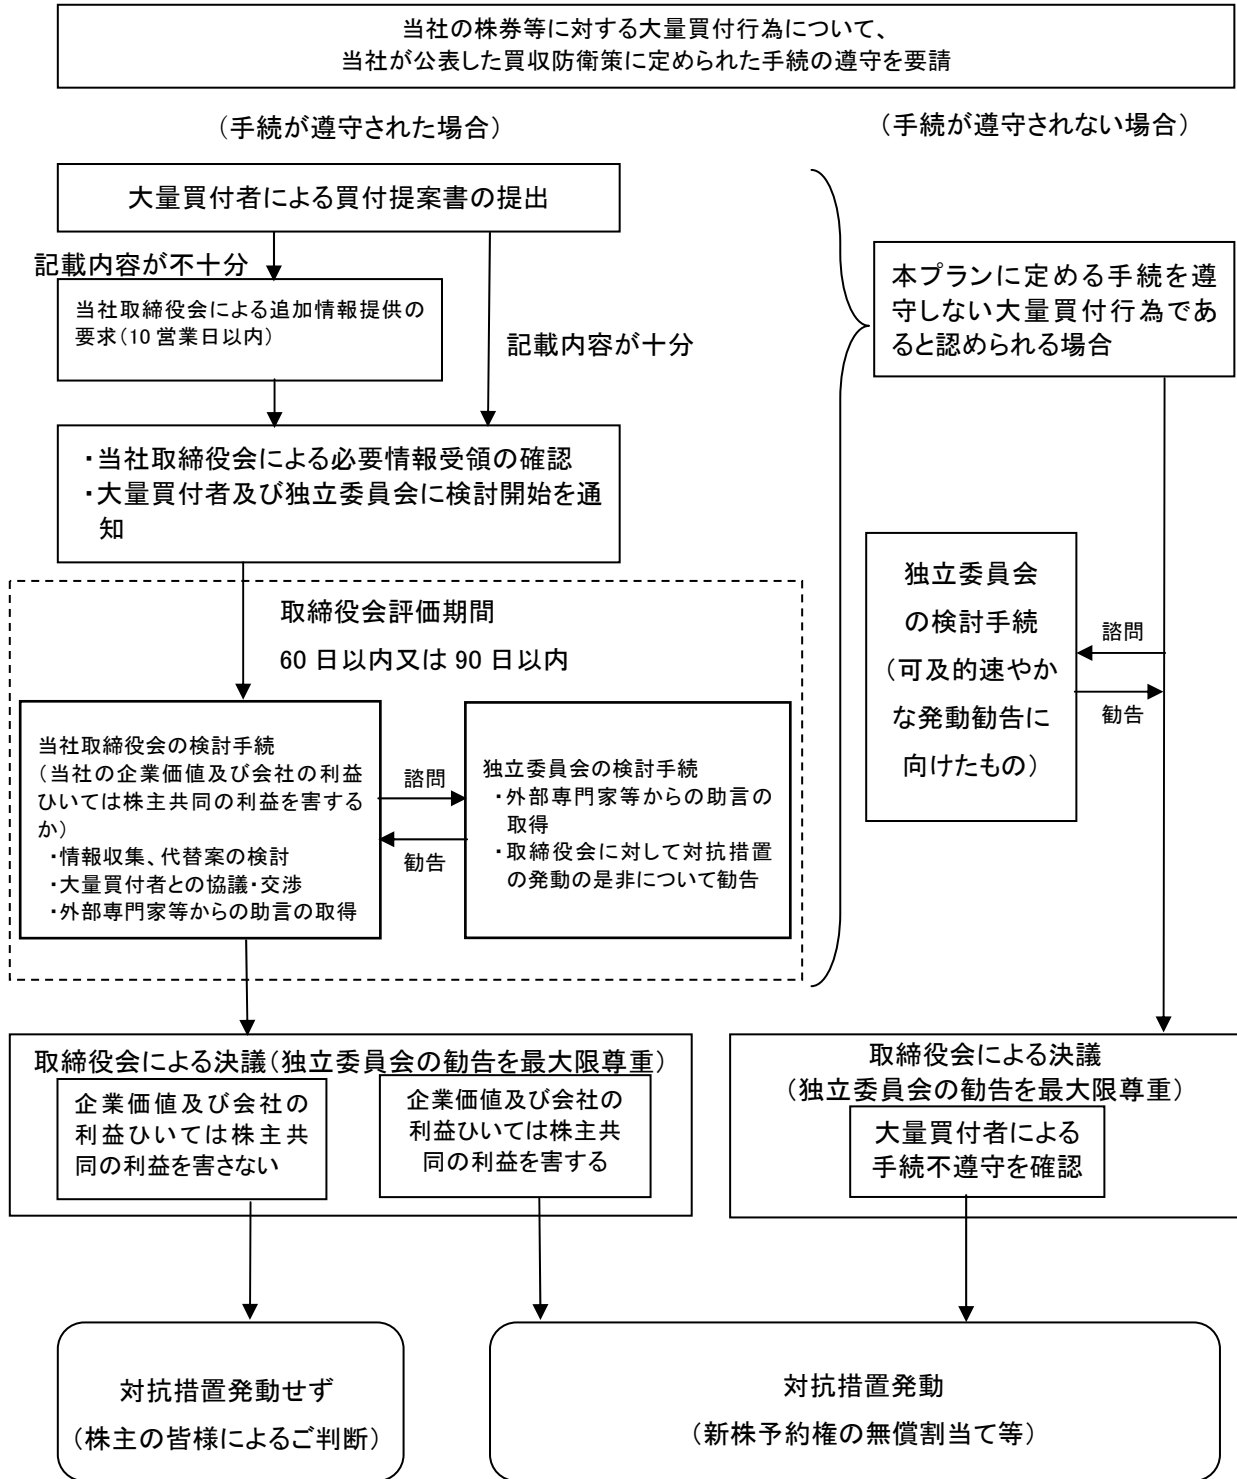 当社の株券等に対する大量買付行為について、
当社が公表した買収防衛策に定められた手続の遵守を要請
（手続が遵守された場合）
（手続が遵守されない場合）
大量買付者による買付提案書の提出
記載内容が不十分
当社取締役会による追加情報提供の
要求（10 営業日以内）
記載内容が十分
本プランに定める手続を遵
守しない大量買付行為であ
ると認められる場合
・当社取締役会による必要情報受領の確認
・大量買付者及び独立委員会に検討開始を通
知
取締役会評価期間
60 日以内又は 90 日以内
当社取締役会の検討手続
（当社の企業価値及び会社の利益
ひいては株主共同の利益を害する
か）
・情報収集、代替案の検討
・大量買付者との協議・交渉
・外部専門家等からの助言の取得
諮問
勧告
独立委員会の検討手続
・外部専門家等からの助言の
取得
・取締役会に対して対抗措置
の発動の是非について勧告
独立委員会
の検討手続
（可及的速やか
な発動勧告に
向けたもの）
諮問
勧告
取締役会による決議（独立委員会の勧告を最大限尊重）
企業価値及び会社の
利益ひいては株主共
同の利益を害さない
企業価値及び会社の
利益ひいては株主共
同の利益を害する
取締役会による決議
（独立委員会の勧告を最大限尊重）
大量買付者による
手続不遵守を確認
対抗措置発動せず
（株主の皆様によるご判断）
対抗措置発動
（新株予約権の無償割当て等）